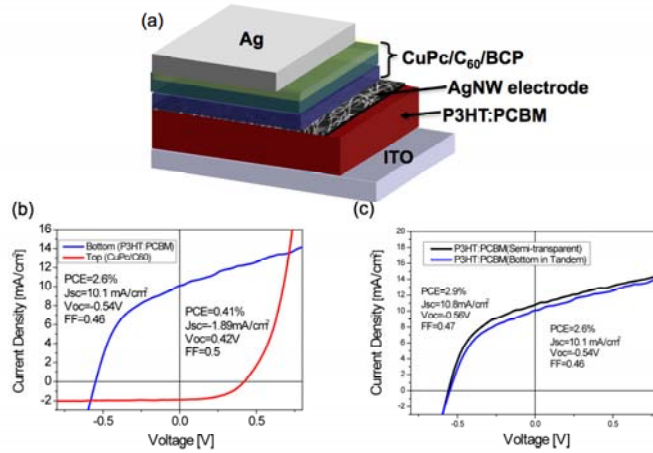 (a)
Ag
CuPc/C60/BCP
AgNW electrode
P3HT:PCBM
ITO
(b)
Bottom (P3HT:PCBM)
Top (CuPc/C60)
PCE=2.6%
Jsc=10.1 mA/cm²
Voc=-0.54V
FF=0.46
PCE=0.41%
Jsc=-1.89mA/cm²
Voc=0.42V
FF=0.5
Current Density [mA/cm²]
16
14
12
10
8
6
4
2
0
-2
-0.5
0.0
0.5
Voltage [V]
(c)
P3HT:PCBM(Semi-transparent)
P3HT:PCBM(Bottom in Tandem)
PCE=2.9%
Jsc=10.8mA/cm²
Voc=-0.56V
FF=0.47
PCE=2.6%
Jsc=10.1 mA/cm²
Voc=-0.54V
FF=0.46
Current Density [mA/cm²]
20
18
16
14
12
10
8
6
4
2
0
-2
-0.5
0.0
0.5
Voltage [V]